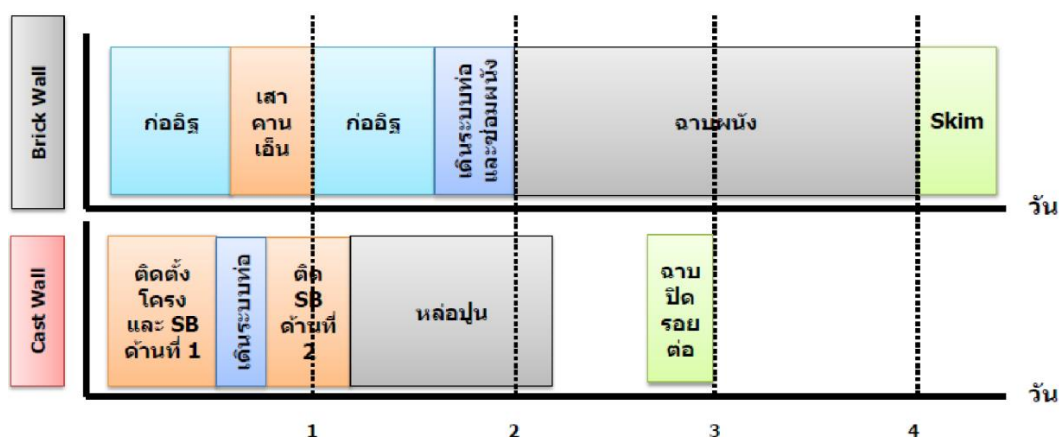 Brick Wall
ก่ออิฐ
เสา
คาน
เอ็น
ก่ออิฐ
เดินระบบท่อ
และซ่อมผนัง
ฉาบผนัง
Skim
วัน
Cast Wall
ติดตั้ง
โครง
และ SB
ด้านที่ 1
เดินระบบท่อ
ติด
SB
ด้านที่
2
หล่อปูน
ฉาบ
ปิด
รอย
ต่อ
วัน
1 2 3 4